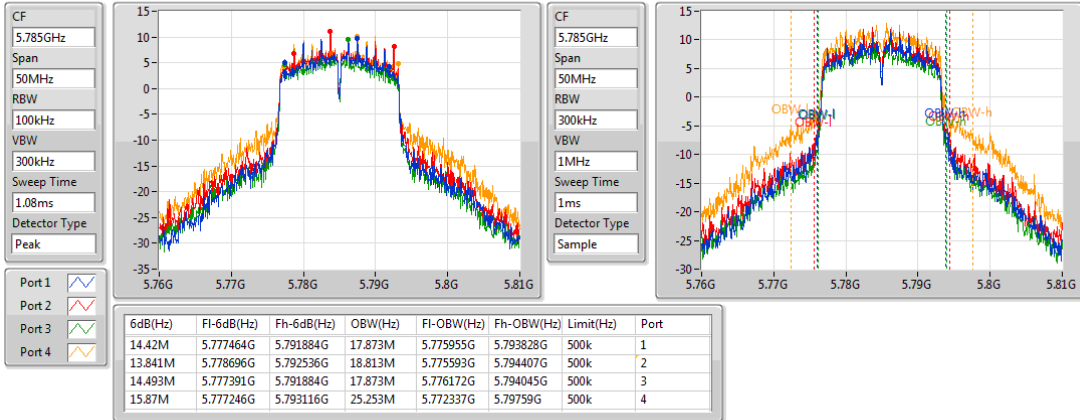 CF
5.785GHz
Span
50MHz
RBW
100kHz
VBW
300kHz
Sweep Time
1.08ms
Detector Type
Peak
15
10
5
0
-5
-10
-15
-20
-25
-30
-35
5.76G 5.77G 5.78G 5.79G 5.8G 5.81G
CF
5.785GHz
Span
50MHz
RBW
300kHz
VBW
1MHz
Sweep Time
1ms
Detector Type
Sample
15
10
5
0
-5
-10
-15
-20
-25
-30
OBW-l
OBW-h
5.76G 5.77G 5.78G 5.79G 5.8G 5.81G
Port 1
Port 2
Port 3
Port 4
6dB(Hz) Fl-6dB(Hz) Fh-6dB(Hz) OBW(Hz) Fl-OBW(Hz) Fh-OBW(Hz) Limit(Hz) Port
14.42M 5.777464G 5.791884G 17.873M 5.775955G 5.793828G 500k 1
13.841M 5.778696G 5.792536G 18.813M 5.775593G 5.794407G 500k 2
14.493M 5.777391G 5.791884G 17.873M 5.776172G 5.794045G 500k 3
15.87M 5.777246G 5.793116G 25.253M 5.772337G 5.79759G 500k 4